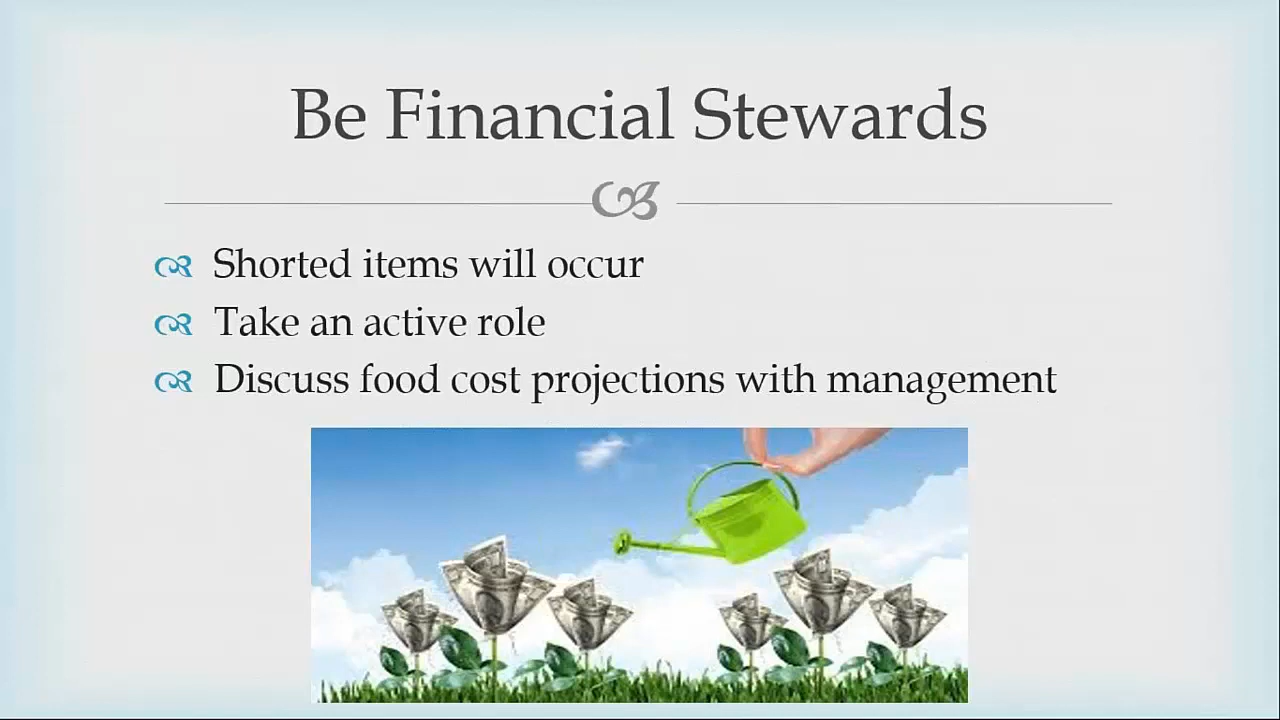 Be Financial Stewards
Shorted items will occur
Take an active role
Discuss food cost projections with management